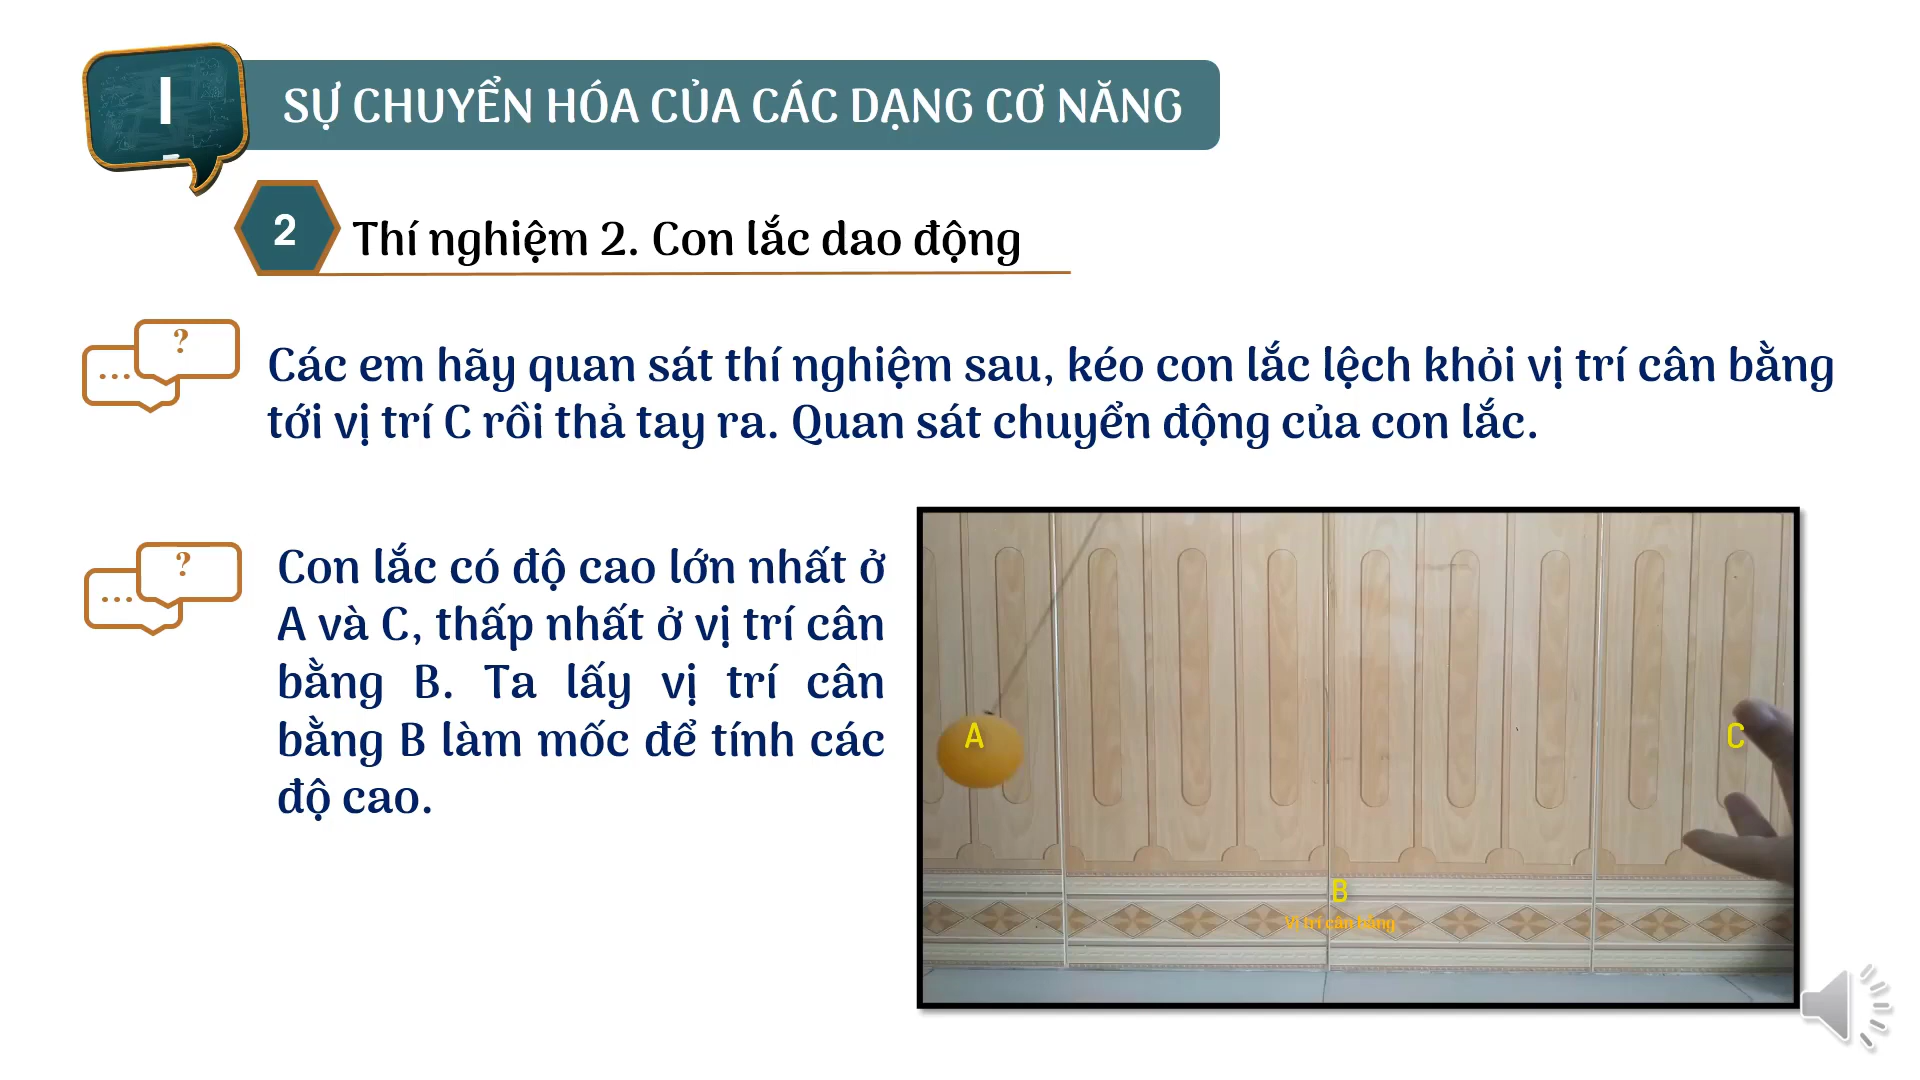 I
SỰ CHUYỂN HÓA CỦA CÁC DẠNG CƠ NĂNG
2
Thí nghiệm 2. Con lắc dao động
?
...
Các em hãy quan sát thí nghiệm sau, kéo con lắc lệch khỏi vị trí cân bằng
tới vị trí C rồi thả tay ra. Quan sát chuyển động của con lắc.
?
...
Con lắc có độ cao lớn nhất ở
A và C, thấp nhất ở vị trí cân
bằng B. Ta lấy vị trí cân
bằng B làm mốc để tính các
độ cao.
A
C
B
Vị trí cân bằng